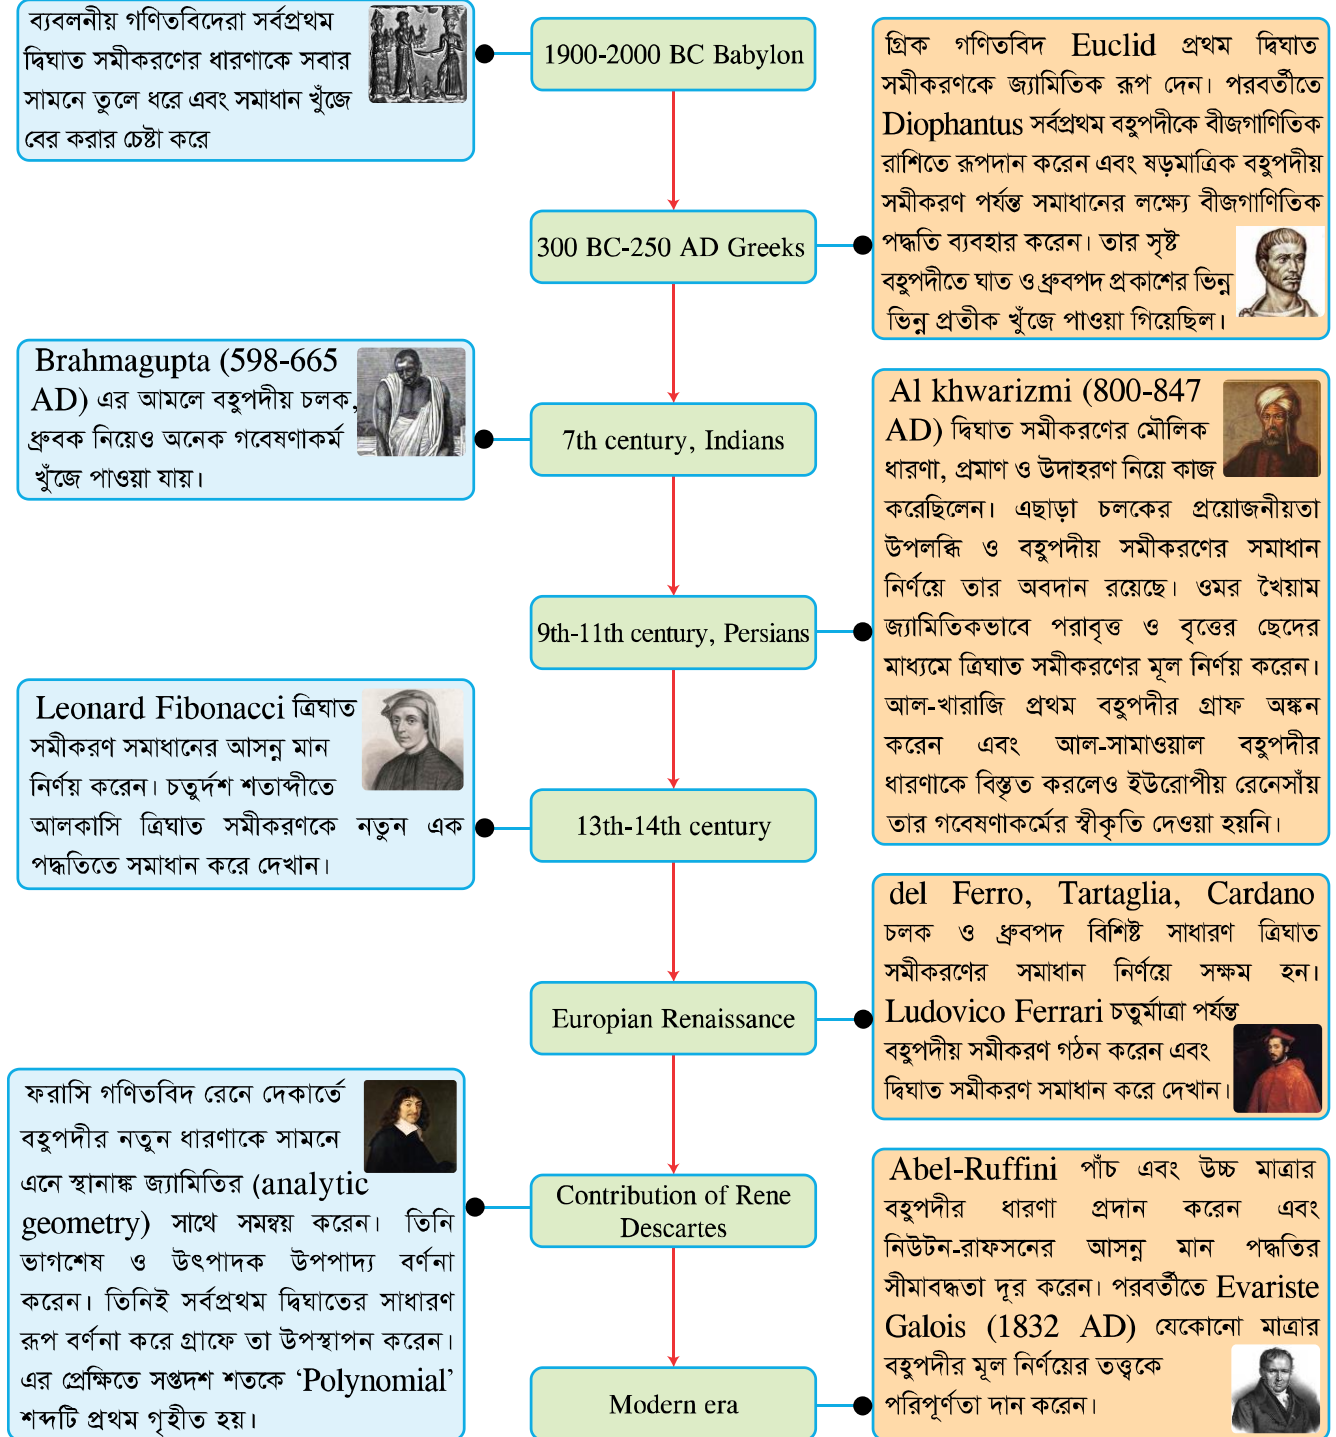 ব্যবলনীয় গণিতবিদেরা সর্বপ্রথম
দ্বিঘাত সমীকরণের ধারণাকে সবার
সামনে তুলে ধরে এবং সমাধান খুঁজে
বের করার চেষ্টা করে
1900-2000 BC Babylon
গ্রিক গণিতবিদ Euclid প্রথম দ্বিঘাত
সমীকরণকে জ্যামিতিক রূপ দেন। পরবর্তীতে
Diophantus সর্বপ্রথম বহুপদীকে বীজগাণিতিক
রাশিতে রূপদান করেন এবং ষড়মাত্রিক বহুপদীয়
সমীকরণ পর্যন্ত সমাধানের লক্ষ্যে বীজগাণিতিক
পদ্ধতি ব্যবহার করেন। তার সৃষ্ট
বহুপদীতে ঘাত ও ধ্রুবপদ প্রকাশের ভিন্ন
ভিন্ন প্রতীক খুঁজে পাওয়া গিয়েছিল।
300 BC-250 AD Greeks
Brahmagupta (598-665
AD) এর আমলে বহুপদীয় চলক,
ধ্রুবক নিয়েও অনেক গবেষণাকর্ম
খুঁজে পাওয়া যায়।
7th century, Indians
Al khwarizmi (800-847
AD) দ্বিঘাত সমীকরণের মৌলিক
ধারণা, প্রমাণ ও উদাহরণ নিয়ে কাজ
করেছিলেন। এছাড়া চলকের প্রয়োজনীয়তা
উপলব্ধি ও বহুপদীয় সমীকরণের সমাধান
নির্ণয়ে তার অবদান রয়েছে। ওমর খৈয়াম
জ্যামিতিকভাবে পরাবৃত্ত ও বৃত্তের ছেদের
মাধ্যমে ত্রিঘাত সমীকরণের মূল নির্ণয় করেন।
আল-খারাজি প্রথম বহুপদীর গ্রাফ অঙ্কন
করেন এবং আল-সামাওয়াল বহুপদীর
ধারণাকে বিস্তৃত করলেও ইউরোপীয় রেনেসাঁয়
তার গবেষণাকর্মের স্বীকৃতি দেওয়া হয়নি।
9th-11th century, Persians
Leonard Fibonacci ত্রিঘাত
সমীকরণ সমাধানের আসন্ন মান
নির্ণয় করেন। চতুর্দশ শতাব্দীতে
আলকাসি ত্রিঘাত সমীকরণকে নতুন এক
পদ্ধতিতে সমাধান করে দেখান।
13th-14th century
del Ferro, Tartaglia, Cardano
চলক ও ধ্রুবপদ বিশিষ্ট সাধারণ ত্রিঘাত
সমীকরণের সমাধান নির্ণয়ে সক্ষম হন।
Ludovico Ferrari চতুর্মাত্রা পর্যন্ত
বহুপদীয় সমীকরণ গঠন করেন এবং
দ্বিঘাত সমীকরণ সমাধান করে দেখান।
Europian Renaissance
ফরাসি গণিতবিদ রেনে দেকার্তে
বহুপদীর নতুন ধারণাকে সামনে
এনে স্থানাঙ্ক জ্যামিতির (analytic
geometry) সাথে সমন্বয় করেন। তিনি
ভাগশেষ ও উৎপাদক উপপাদ্য বর্ণনা
করেন। তিনিই সর্বপ্রথম দ্বিঘাতের সাধারণ
রূপ বর্ণনা করে গ্রাফে তা উপস্থাপন করেন।
এর প্রেক্ষিতে সপ্তদশ শতকে ‘Polynomial’
শব্দটি প্রথম গৃহীত হয়।
Contribution of Rene
Descartes
Abel-Ruffini পাঁচ এবং উচ্চ মাত্রার
বহুপদীর ধারণা প্রদান করেন এবং
নিউটন-রাফসনের আসন্ন মান পদ্ধতির
সীমাবদ্ধতা দূর করেন। পরবর্তীতে Evariste
Galois (1832 AD) যেকোনো মাত্রার
বহুপদীর মূল নির্ণয়ের তত্ত্বকে
পরিপূর্ণতা দান করেন।
Modern era